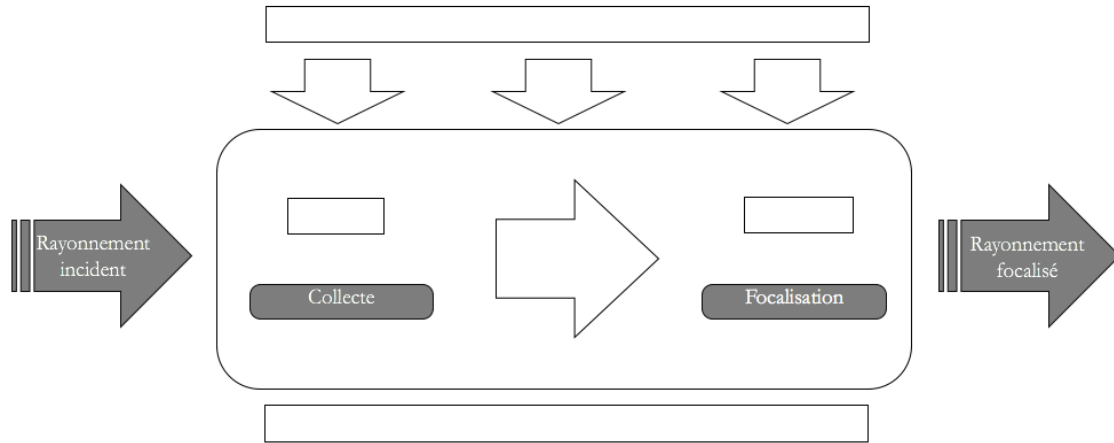 Rayonnement
incident
Collecte
Focalisation
Rayonnement
focalisé